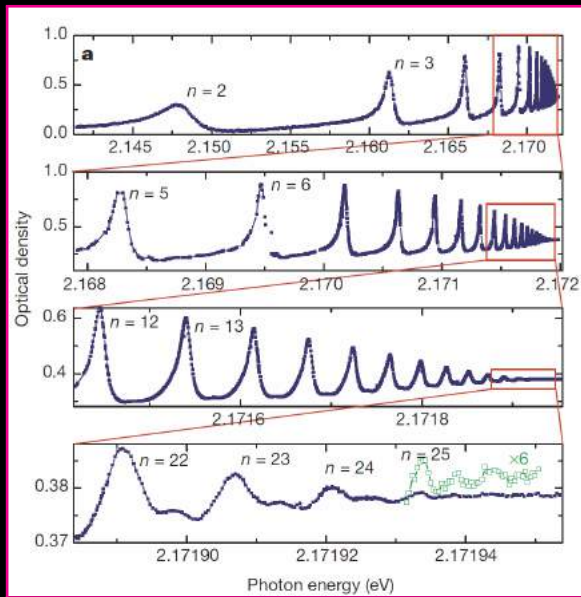 a
n = 2
n = 3
1.0
0.5
0.0
2.145
2.150
2.155
2.160
2.165
2.170
n = 5
n = 6
1.0
0.5
2.168
2.169
2.170
2.171
2.172
Optical density
n = 12
n = 13
0.6
0.4
2.1716
2.1718
n = 22
n = 23
n = 24
n = 25
×6
0.38
0.37
2.17190
2.17192
2.17194
Photon energy (eV)